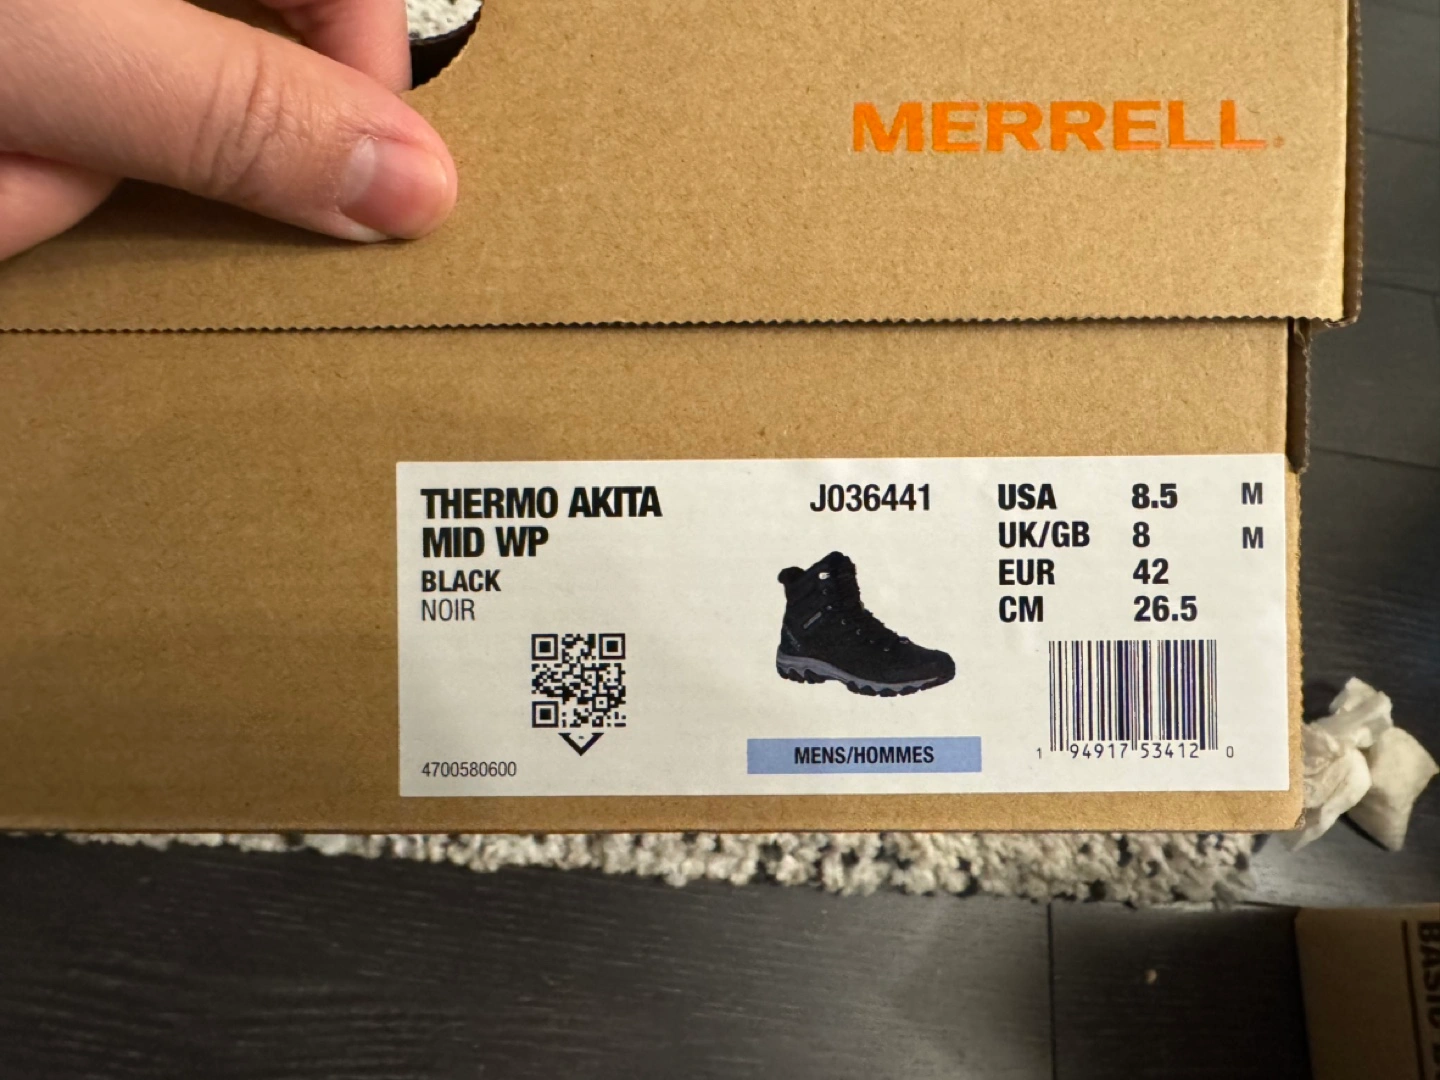 MERRELL
THERMO AKITA
MID WP
BLACK
NOIR
4700580600
J036441
MENS/HOMMES
USA 8.5 M
UK/GB 8 M
EUR 42
CM 26.5
1 94917 53412 0
BASIC